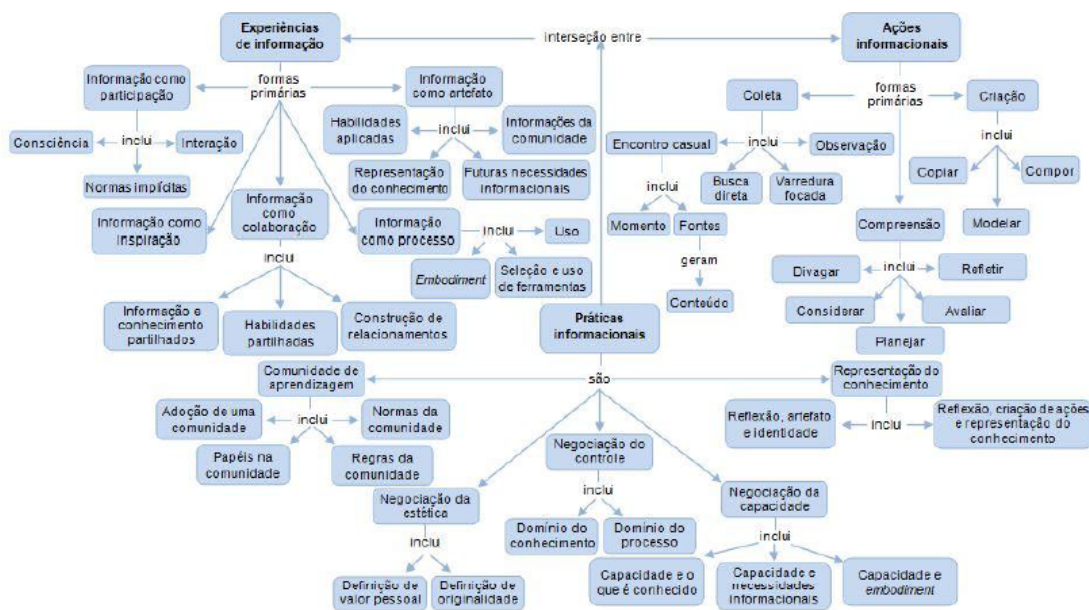 Experiências
de informação
interseção entre
Ações
informacionais
Informação como
participação
formas
primárias
Informação
como artefato
Coleta
formas
primárias
Criação
Consciência
inclui
Interação
Habilidades
aplicadas
inclui
Informações da
comunidade
Encontro casual
inclui
Observação
inclui
Normas implícitas
Representação
do conhecimento
Futuras necessidades
informacionais
inclui
Busca
direta
Varredura
focada
Copiar
Compor
Informação como
inspiração
Informação
como
colaboração
Informação
como processo
inclui
Uso
Momento
Fontes
Compreensão
Modelar
inclui
Embodiment
Seleção e uso
de ferramentas
geram
Divagar
inclui
Refletir
Informação e
conhecimento
partilhados
Habilidades
partilhadas
Construção de
relacionamentos
Práticas
informacionais
Conteúdo
Considerar
Avaliar
Planejar
Comunidade de
aprendizagem
são
Representação do
conhecimento
Adoção de uma
comunidade
inclui
Normas da
comunidade
Reflexão, artefato
e identidade
inclui
Reflexão, criação de ações
e representação do
conhecimento
Papéis na
comunidade
Regras da
comunidade
Negociação do
controle
Negociação da
estética
inclui
Negociação da
capacidade
inclui
Domínio do
conhecimento
Domínio do
processo
inclui
Definição de
valor pessoal
Definição de
originalidade
Capacidade e o
que é conhecido
Capacidade e
necessidades
informacionais
Capacidade e
embodiment